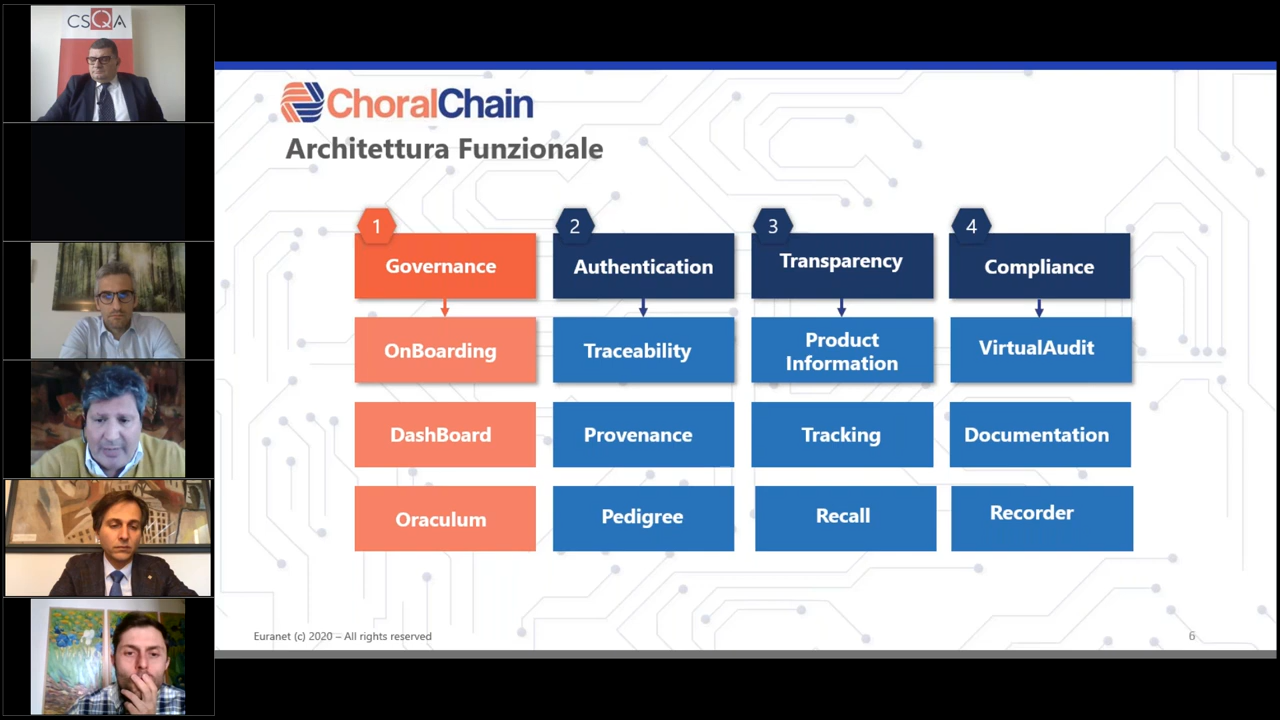 CSQA
ChoralChain
Architettura Funzionale
1
2
3
4
Governance
Authentication
Transparency
Compliance
OnBoarding
Traceability
Product
Information
VirtualAudit
DashBoard
Provenance
Tracking
Documentation
Oraculum
Pedigree
Recall
Recorder
Euranet (c) 2020 – All rights reserved
6